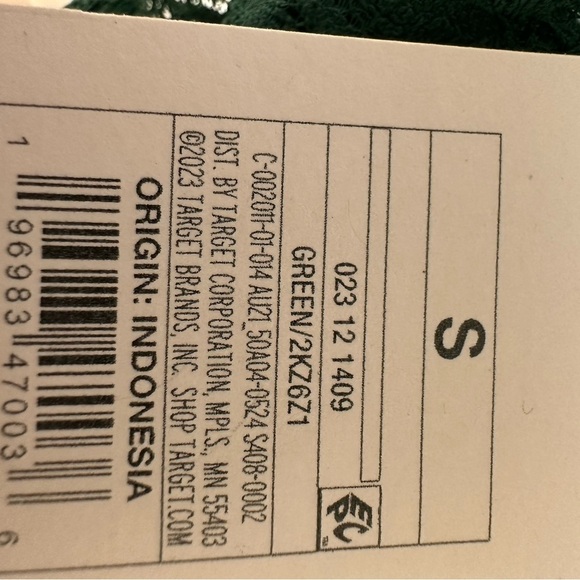 S
023 12 1409
EC
P
™
GREEN/2KZ6Z1
C-002011-01-014 AU21_50A04-0524 S408-0002
DIST. BY TARGET CORPORATION, MPLS., MN 55403
©2023 TARGET BRANDS, INC. SHOP TARGET.COM
ORIGIN: INDONESIA
1 96983 47003 6